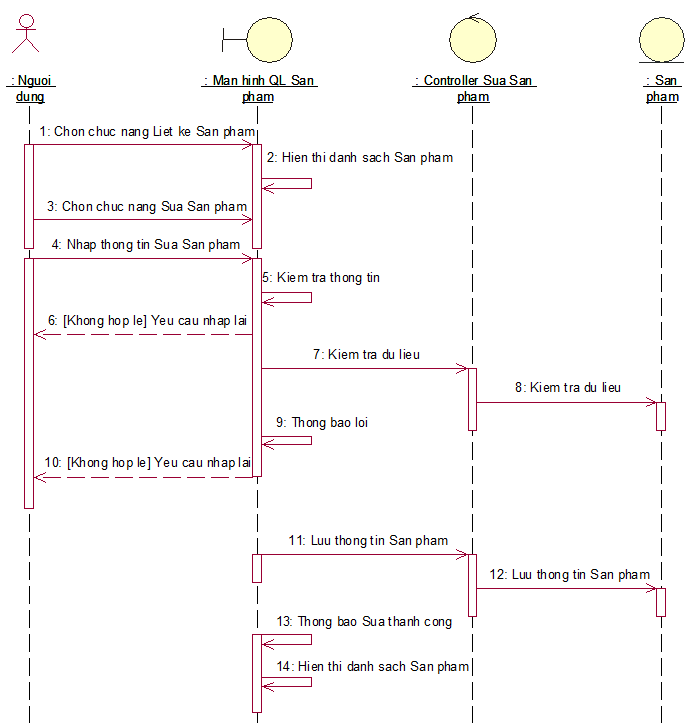 : Nguoi
dung
: Man hinh QL San
pham
: Controller Sua San
pham
: San
pham
1: Chon chuc nang Liet ke San pham
2: Hien thi danh sach San pham
3: Chon chuc nang Sua San pham
4: Nhap thong tin Sua San pham
5: Kiem tra thong tin
6: [Khong hop le] Yeu cau nhap lai
7: Kiem tra du lieu
8: Kiem tra du lieu
9: Thong bao loi
10: [Khong hop le] Yeu cau nhap lai
11: Luu thong tin San pham
12: Luu thong tin San pham
13: Thong bao Sua thanh cong
14: Hien thi danh sach San pham